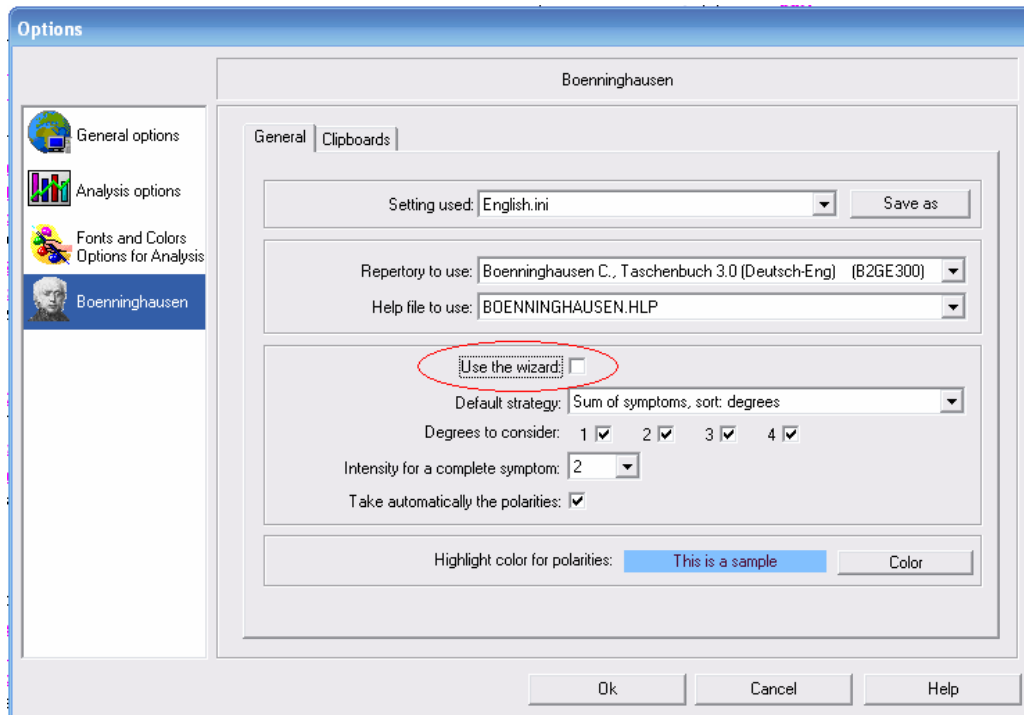 Options
Boenninghausen
General options
Analysis options
Fonts and Colors
Options for Analysis
Boenninghausen
General
Clipboards
Setting used: English.ini Save as
Repertory to use: Boenninghausen C., Taschenbuch 3.0 (Deutsch-Eng) (B2GE300)
Help file to use: BOENNINGHAUSEN.HLP
Use the wizard:
Default strategy: Sum of symptoms, sort: degrees
Degrees to consider: 1 2 3 4
Intensity for a complete symptom: 2
Take automatically the polarities:
Highlight color for polarities: This is a sample Color
Ok Cancel Help